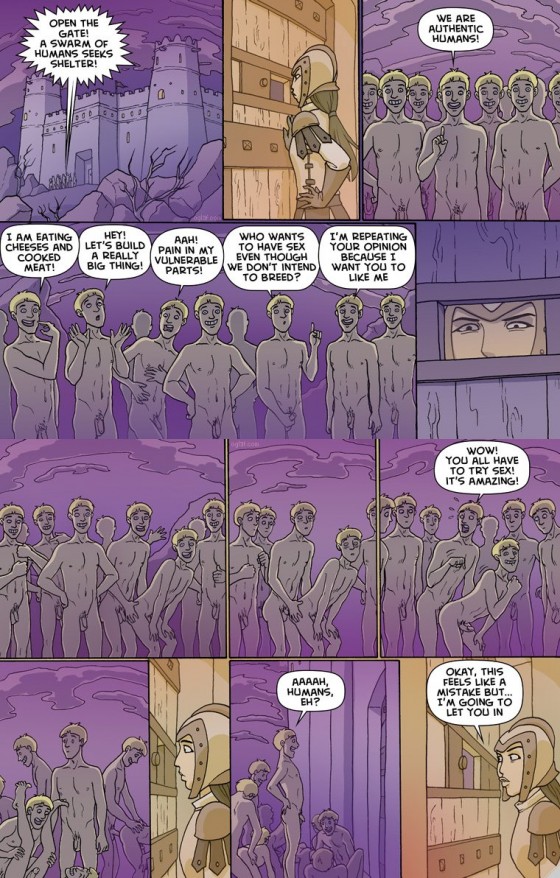 OPEN THE
GATE!
A SWARM OF
HUMANS SEEKS
SHELTER!
WE ARE
AUTHENTIC
HUMANS!
I AM EATING
CHEESES AND
COOKED
MEAT!
HEY!
LET'S BUILD
A REALLY
BIG THING!
AAH!
PAIN IN MY
VULNERABLE
PARTS!
WHO WANTS
TO HAVE SEX
EVEN THOUGH
WE DON'T INTEND
TO BREED?
I'M REPEATING
YOUR OPINION
BECAUSE I
WANT YOU TO
LIKE ME
WOW!
YOU ALL HAVE
TO TRY SEX!
IT'S AMAZING!
AAAAH,
HUMANS,
EH?
OKAY, THIS
FEELS LIKE A
MISTAKE BUT...
I'M GOING TO
LET YOU IN